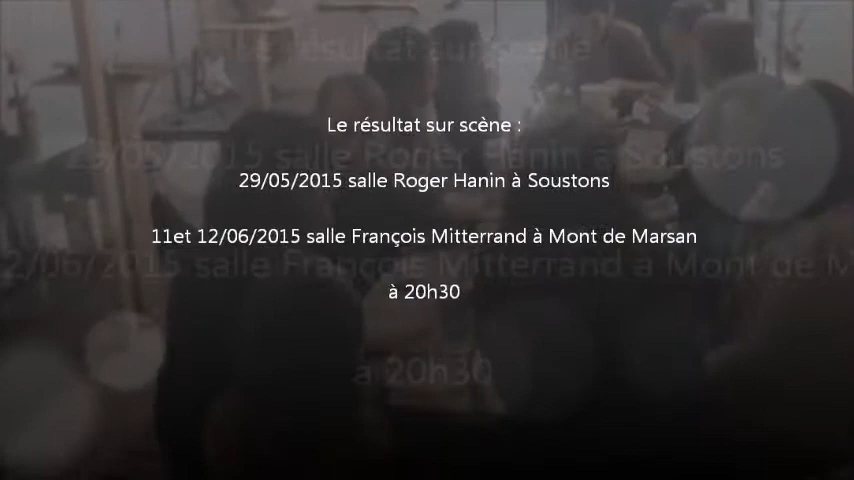 Le résultat sur scène :
29/05/2015 salle Roger Hanin à Soustons
11et 12/06/2015 salle François Mitterrand à Mont de Marsan
à 20h30